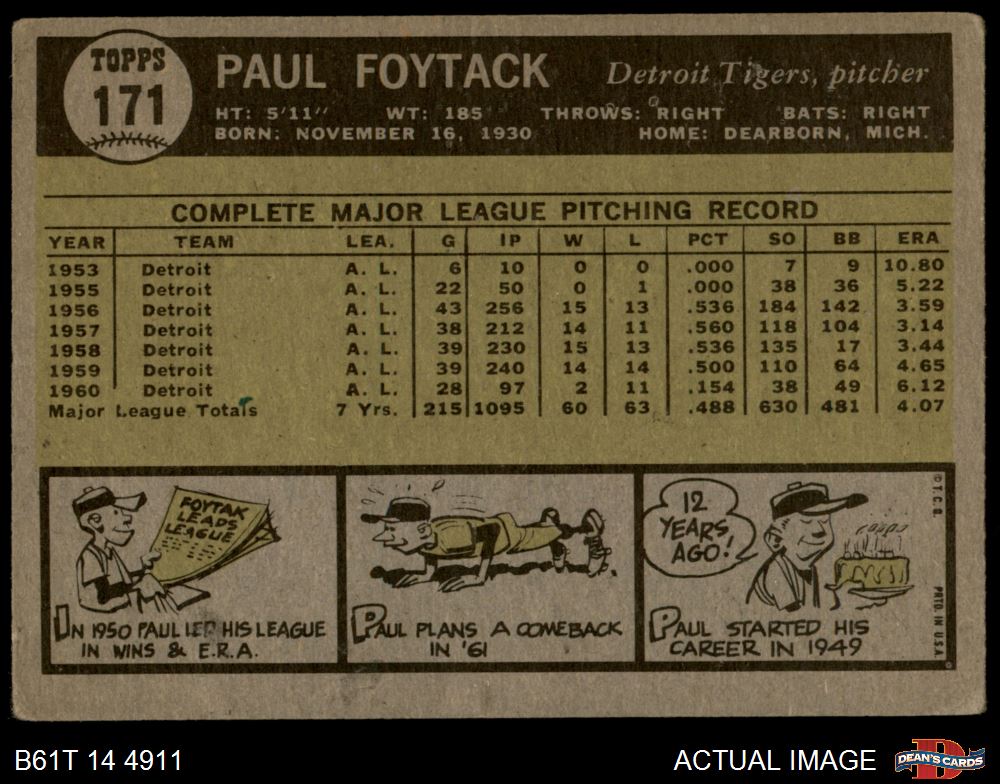 TOPPS
171
PAUL FOYTACK Detroit Tigers, pitcher
HT: 5'11" WT: 185 THROWS: RIGHT BATS: RIGHT
BORN: NOVEMBER 16, 1930 HOME: DEARBORN, MICH.
COMPLETE MAJOR LEAGUE PITCHING RECORD
YEAR TEAM LEA. G IP W L PCT SO BB ERA
1953 Detroit A. L. 6 10 0 0 .000 7 9 10.80
1955 Detroit A. L. 22 50 0 1 .000 38 36 5.22
1956 Detroit A. L. 43 256 15 13 .536 184 142 3.59
1957 Detroit A. L. 38 212 14 11 .560 118 104 3.14
1958 Detroit A. L. 39 230 15 13 .536 135 17 3.44
1959 Detroit A. L. 39 240 14 14 .500 110 64 4.65
1960 Detroit A. L. 28 97 2 11 .154 38 49 6.12
Major League Totals 7 Yrs. 215 1095 60 63 .488 630 481 4.07
FOYTAK
LEADS
LEAGUE
IN 1950 PAUL LED HIS LEAGUE
IN WINS & E.R.A.
PAUL PLANS A COMEBACK
IN '61
12
YEARS
AGO!
PAUL STARTED HIS
CAREER IN 1949
© T. C. G.
PRTD. IN U.S.A.
B61T 14 4911
ACTUAL IMAGE
D
DEAN'S CARDS